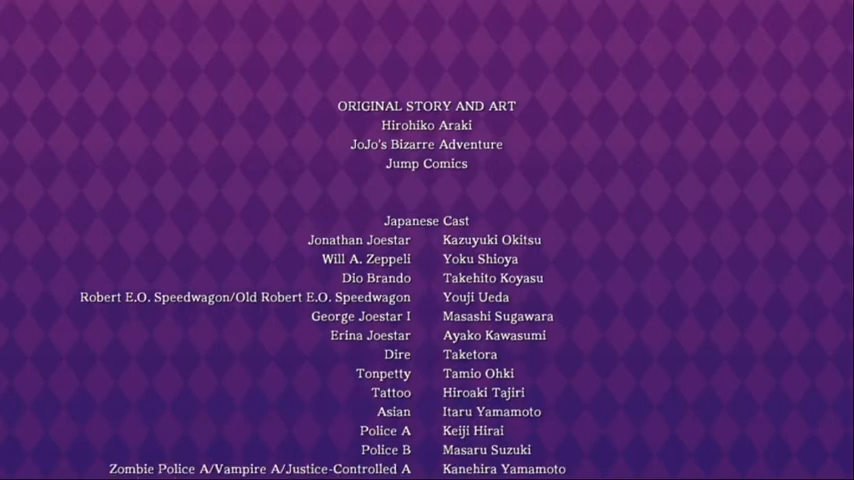 ORIGINAL STORY AND ART
Hirohiko Araki
JoJo's Bizarre Adventure
Jump Comics
Japanese Cast
Jonathan Joestar Kazuyuki Okitsu
Will A. Zeppeli Yoku Shioya
Dio Brando Takehito Koyasu
Robert E.O. Speedwagon/Old Robert E.O. Speedwagon Youji Ueda
George Joestar I Masashi Sugawara
Erina Joestar Ayako Kawasumi
Dire Taketora
Tonpetty Tamio Ohki
Tattoo Hiroaki Tajiri
Asian Itaru Yamamoto
Police A Keiji Hirai
Police B Masaru Suzuki
Zombie Police A/Vampire A/Justice-Controlled A Kanehira Yamamoto